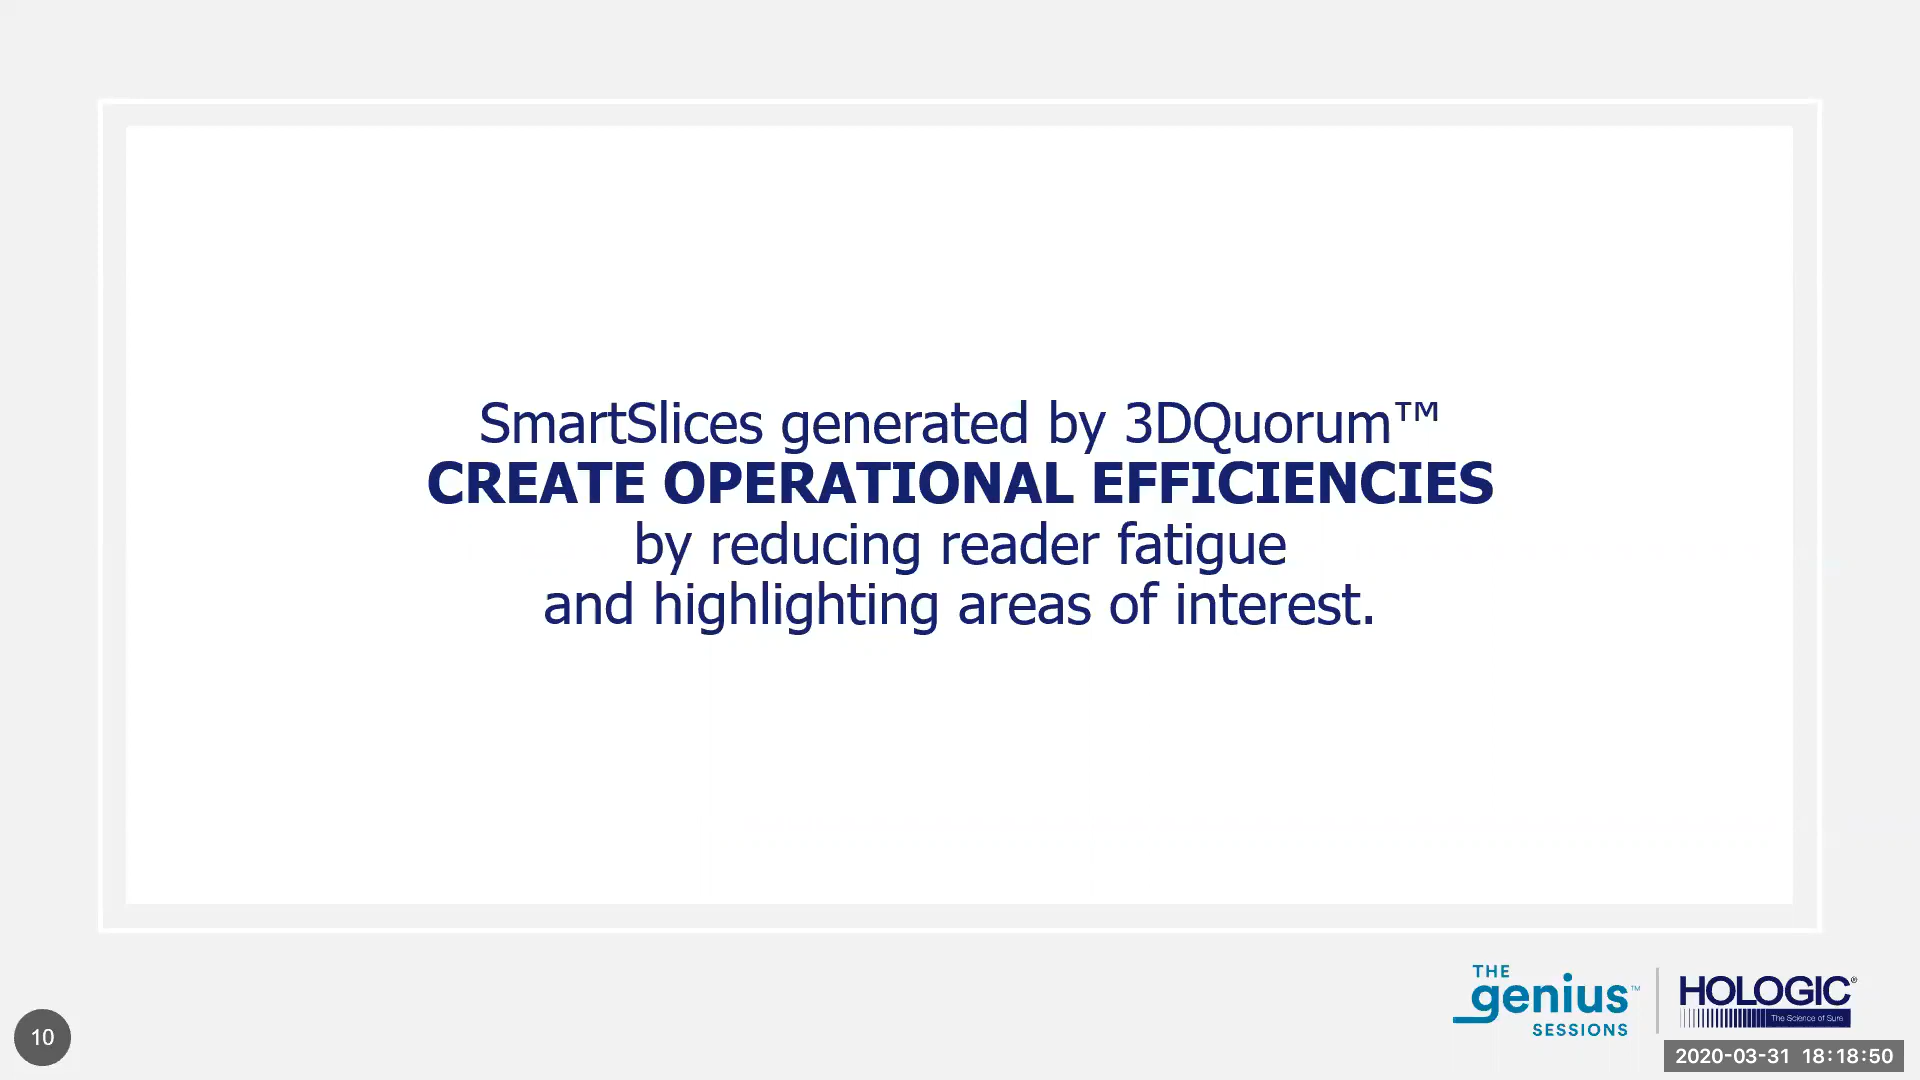 SmartSlices generated by 3DQuorum™
CREATE OPERATIONAL EFFICIENCIES
by reducing reader fatigue
and highlighting areas of interest.
THE
genius™
SESSIONS
HOLOGIC®
The Science of Sure
10
2020-03-31 18:18:50